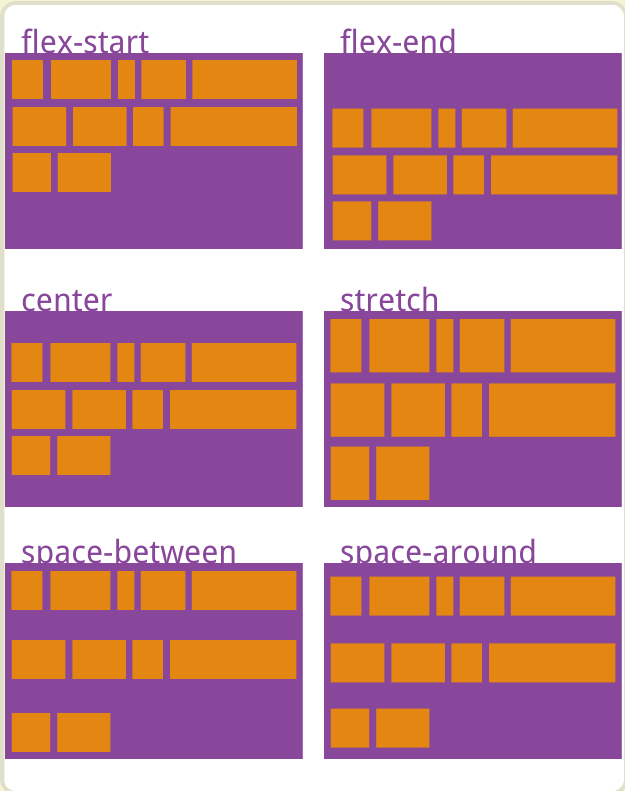 flex-start
flex-end
center
stretch
space-between
space-around